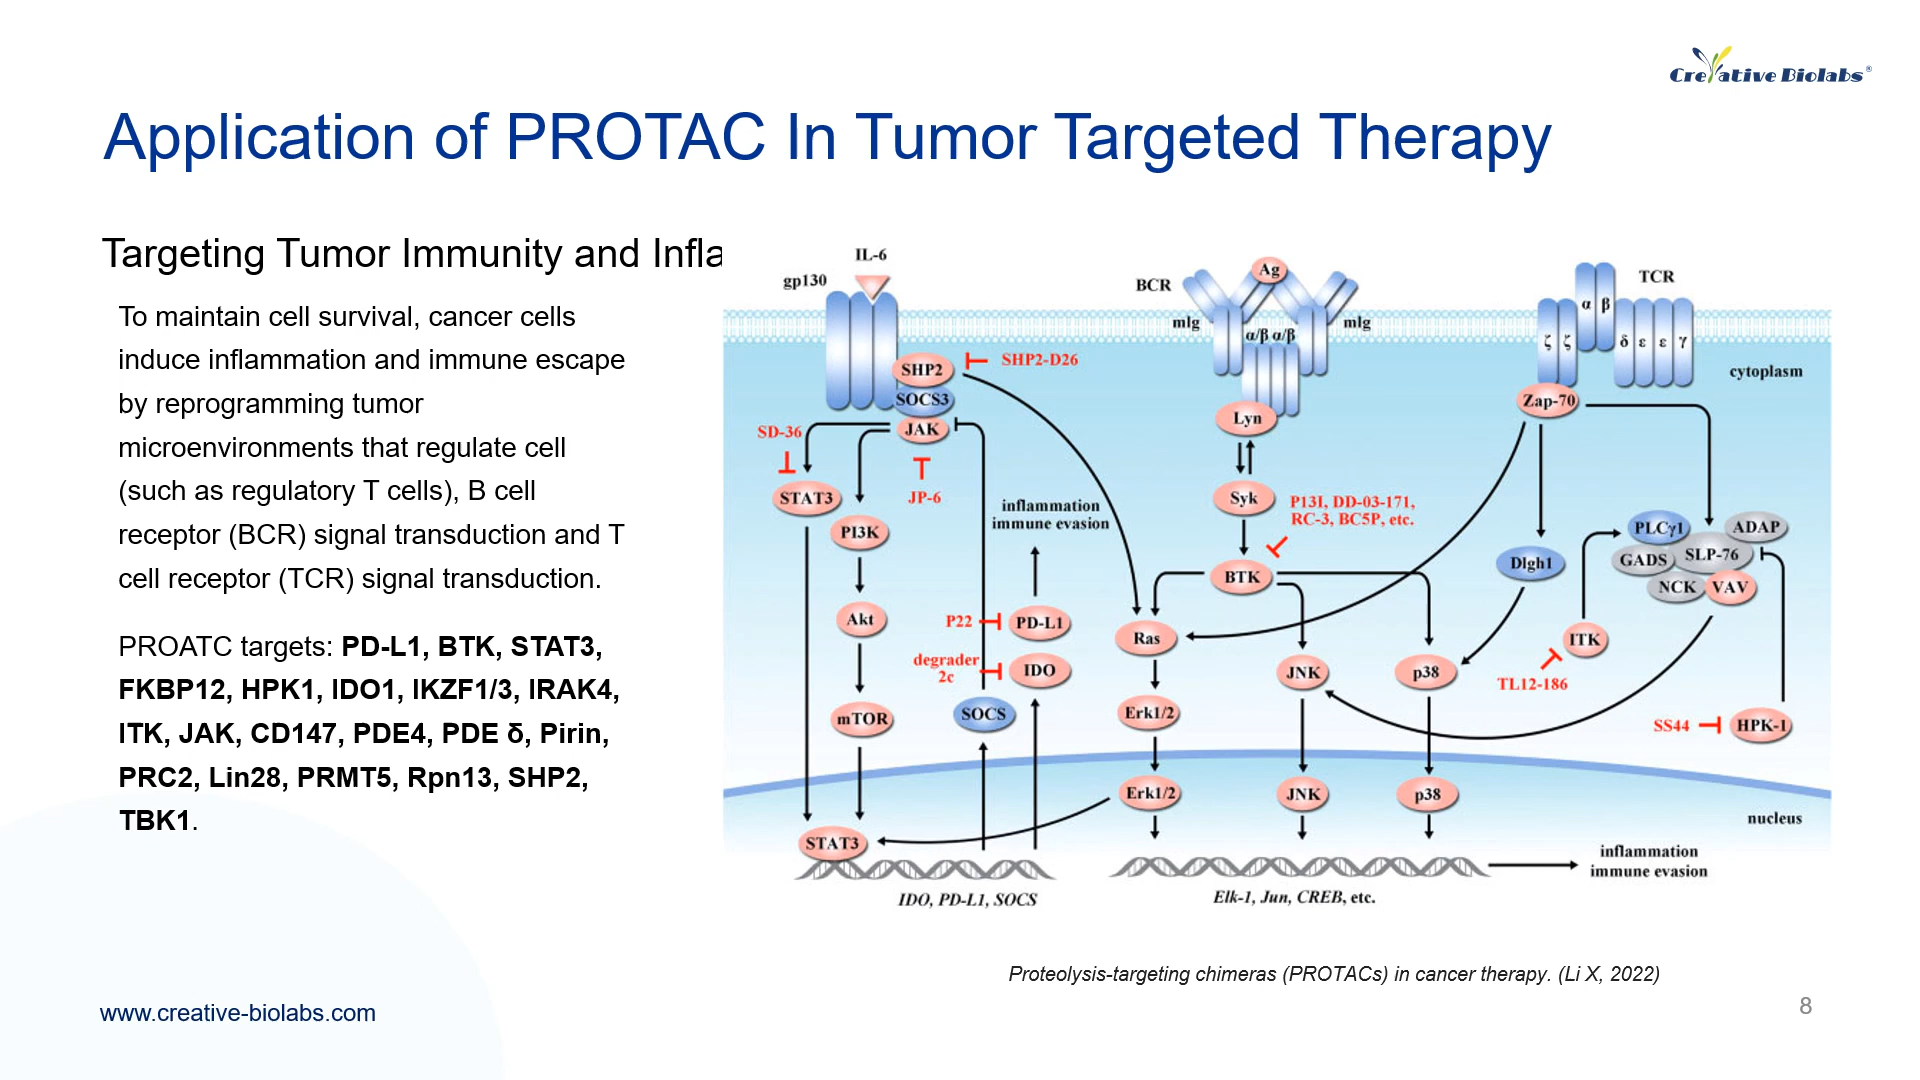 Creative Biolabs®
Application of PROTAC In Tumor Targeted Therapy
Targeting Tumor Immunity and Infla
To maintain cell survival, cancer cells
induce inflammation and immune escape
by reprogramming tumor
microenvironments that regulate cell
(such as regulatory T cells), B cell
receptor (BCR) signal transduction and T
cell receptor (TCR) signal transduction.
PROATC targets: PD-L1, BTK, STAT3,
FKBP12, HPK1, IDO1, IKZF1/3, IRAK4,
ITK, JAK, CD147, PDE4, PDE δ, Pirin,
PRC2, Lin28, PRMT5, Rpn13, SHP2,
TBK1.
IL-6
gp130
SHP2
SHP2-D26
SOCS3
JAK
SD-36
JP-6
STAT3
PI3K
inflammation
immune evasion
Akt
P22
PD-L1
degrader
2c
IDO
mTOR
SOCS
STAT3
IDO, PD-L1, SOCS
BCR
Ag
mIg
mIg
α/β α/β
Lyn
Syk
P13I, DD-03-171,
RC-3, BC5P, etc.
BTK
Ras
JNK
p38
Erk1/2
Erk1/2
JNK
p38
Elk-1, Jun, CREB, etc.
TCR
α β
ζ ζ
δ ε ε γ
cytoplasm
Zap-70
PLCγ1
ADAP
Dlgh1
GADS
SLP-76
NCK
VAV
ITK
TL12-186
SS44
HPK-1
nucleus
inflammation
immune evasion
Proteolysis-targeting chimeras (PROTACs) in cancer therapy. (Li X, 2022)
www.creative-biolabs.com
8